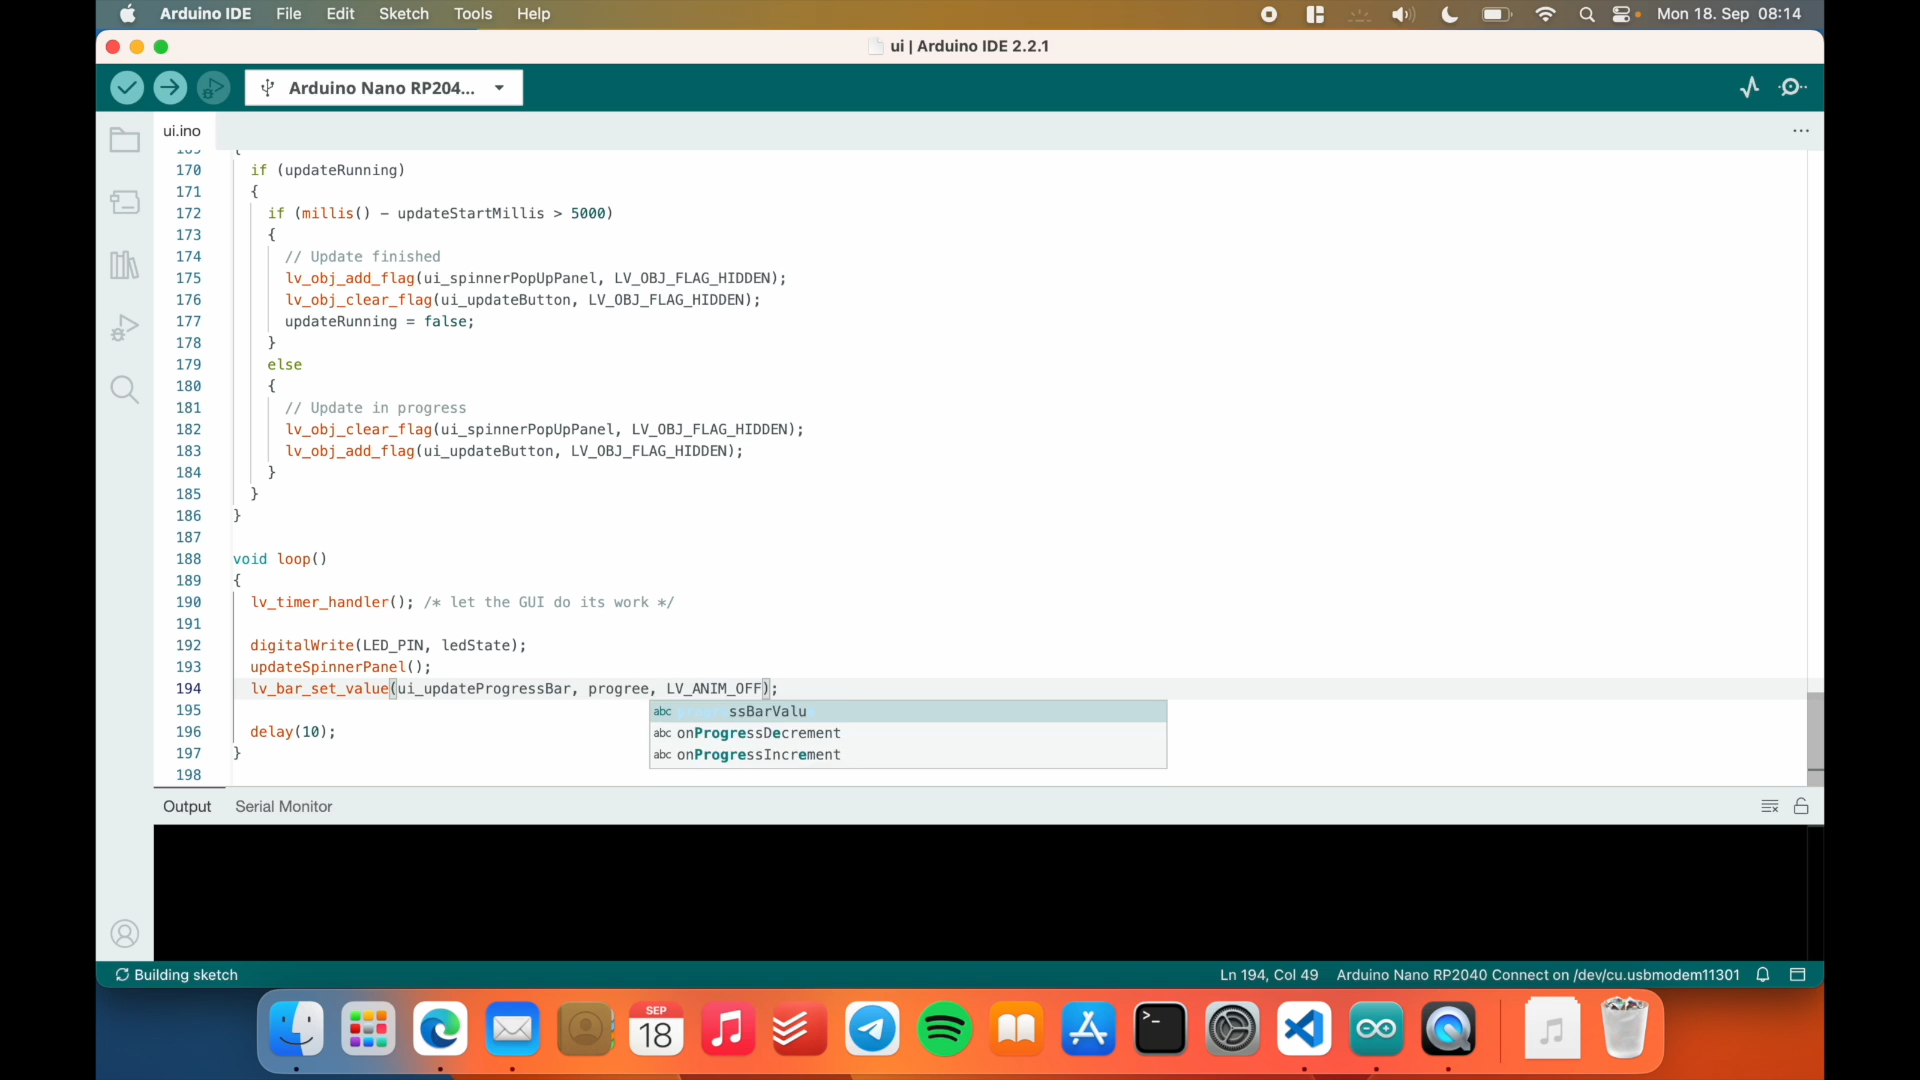 Arduino IDE File Edit Sketch Tools Help Mon 18. Sep 08:14
ui | Arduino IDE 2.2.1
Arduino Nano RP204...
ui.ino
169 {
170 if (updateRunning)
171 {
172 if (millis() - updateStartMillis > 5000)
173 {
174 // Update finished
175 lv_obj_add_flag(ui_spinnerPopUpPanel, LV_OBJ_FLAG_HIDDEN);
176 lv_obj_clear_flag(ui_updateButton, LV_OBJ_FLAG_HIDDEN);
177 updateRunning = false;
178 }
179 else
180 {
181 // Update in progress
182 lv_obj_clear_flag(ui_spinnerPopUpPanel, LV_OBJ_FLAG_HIDDEN);
183 lv_obj_add_flag(ui_updateButton, LV_OBJ_FLAG_HIDDEN);
184 }
185 }
186 }
187
188 void loop()
189 {
190 lv_timer_handler(); /* let the GUI do its work */
191
192 digitalWrite(LED_PIN, ledState);
193 updateSpinnerPanel();
194 lv_bar_set_value(ui_updateProgressBar, progree, LV_ANIM_OFF);
195 abc progressBarValue
abc onProgressDecrement
196 delay(10);
abc onProgressIncrement
197 }
198
Output Serial Monitor
Building sketch Ln 194, Col 49 Arduino Nano RP2040 Connect on /dev/cu.usbmodem11301
SEP
18
>_